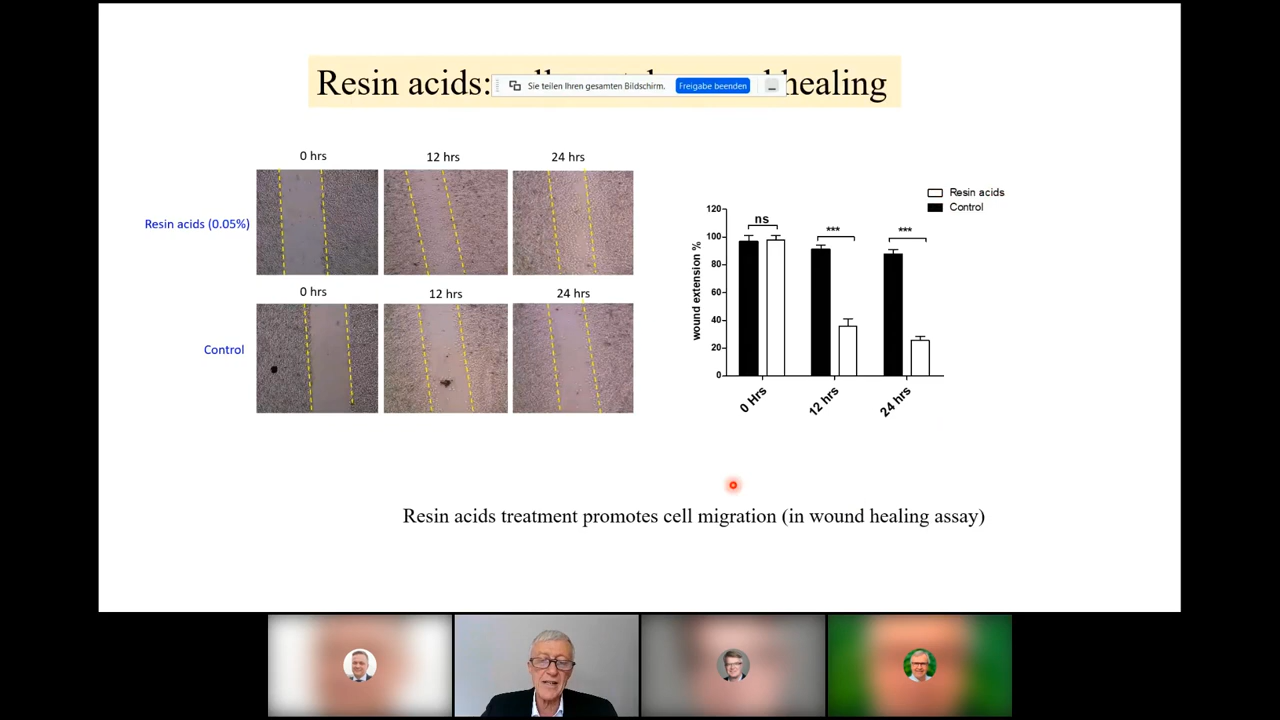 Resin acids: healing
Sie teilen Ihren gesamten Bildschirm. Freigabe beenden
0 hrs 12 hrs 24 hrs
Resin acids (0.05%)
0 hrs 12 hrs 24 hrs
Control
Resin acids
Control
120
100
80
60
40
20
0
wound extension %
ns
***
***
0 Hrs
12 hrs
24 hrs
Resin acids treatment promotes cell migration (in wound healing assay)